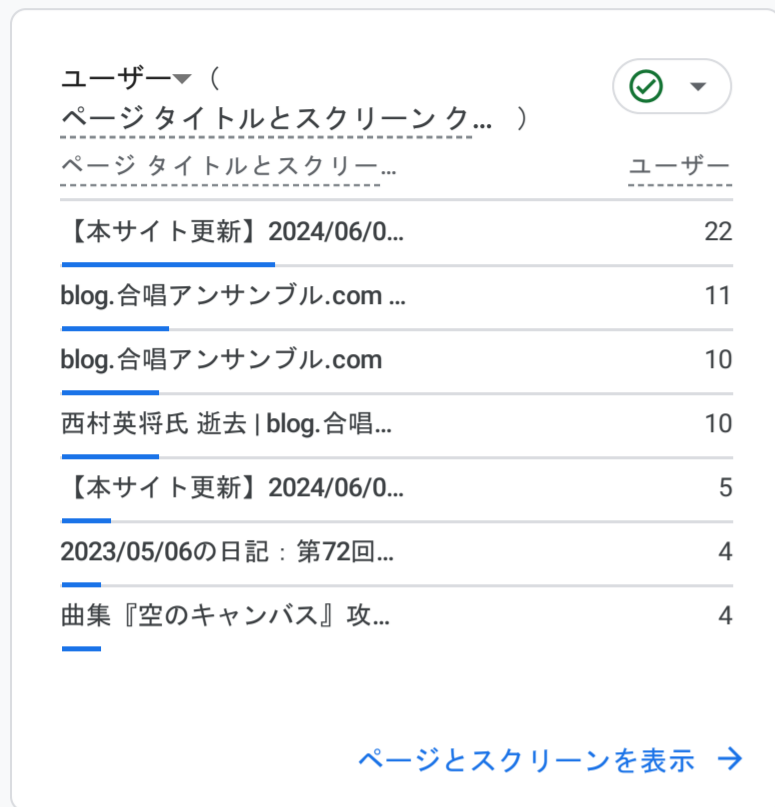 ユーザー (
ページ タイトルとスクリーン ク... )
ページ タイトルとスクリー... ユーザー
【本サイト更新】2024/06/0... 22
blog.合唱アンサンブル.com ... 11
blog.合唱アンサンブル.com 10
西村英将氏 逝去 | blog.合唱... 10
【本サイト更新】2024/06/0... 5
2023/05/06の日記：第72回... 4
曲集『空のキャンバス』攻... 4
ページとスクリーンを表示 →